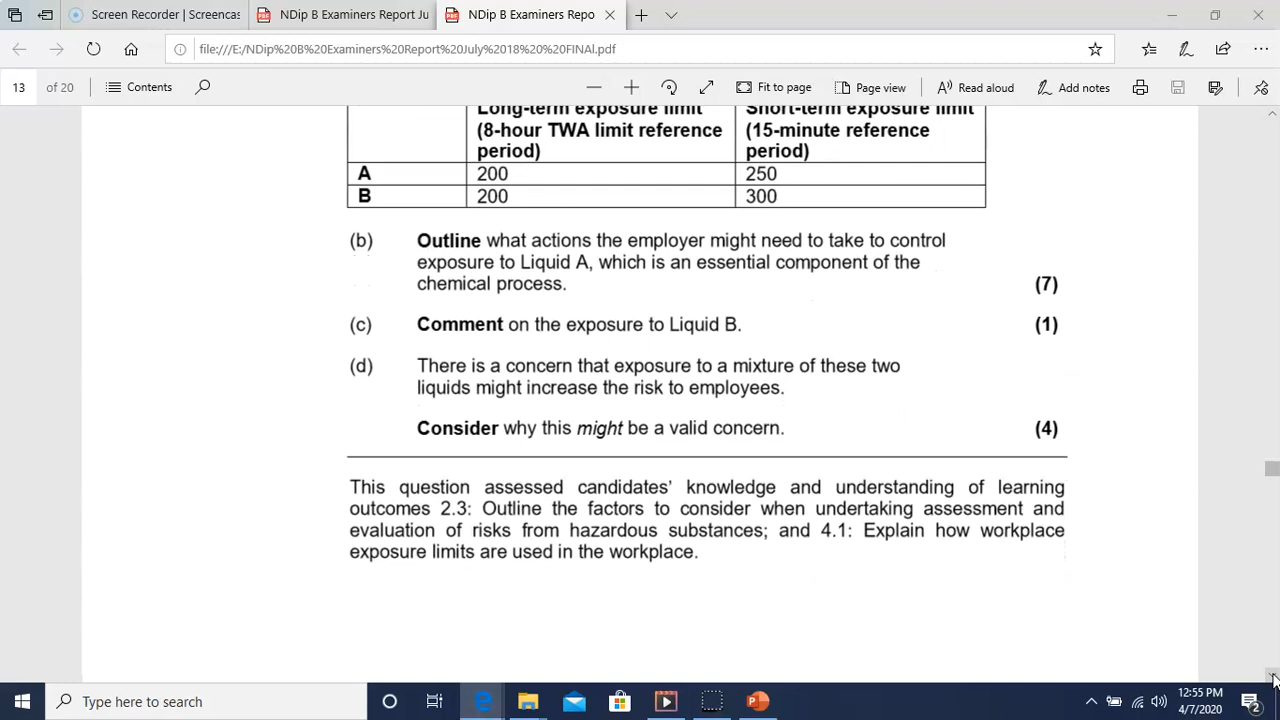 Screen Recorder | Screencas
NDip B Examiners Report Ju
NDip B Examiners Repo
file:///E:/NDip%20B%20Examiners%20Report%20July%202018%20%20FINAl.pdf
13 of 20
Contents
Fit to page
Page view
Read aloud
Add notes
Long-term exposure limit (8-hour TWA limit reference period)
Short-term exposure limit (15-minute reference period)
A 200 250
B 200 300
(b) Outline what actions the employer might need to take to control
exposure to Liquid A, which is an essential component of the
chemical process. (7)
(c) Comment on the exposure to Liquid B. (1)
(d) There is a concern that exposure to a mixture of these two
liquids might increase the risk to employees.
Consider why this might be a valid concern. (4)
This question assessed candidates' knowledge and understanding of learning
outcomes 2.3: Outline the factors to consider when undertaking assessment and
evaluation of risks from hazardous substances; and 4.1: Explain how workplace
exposure limits are used in the workplace.
Type here to search
12:55 PM
4/7/2020
2